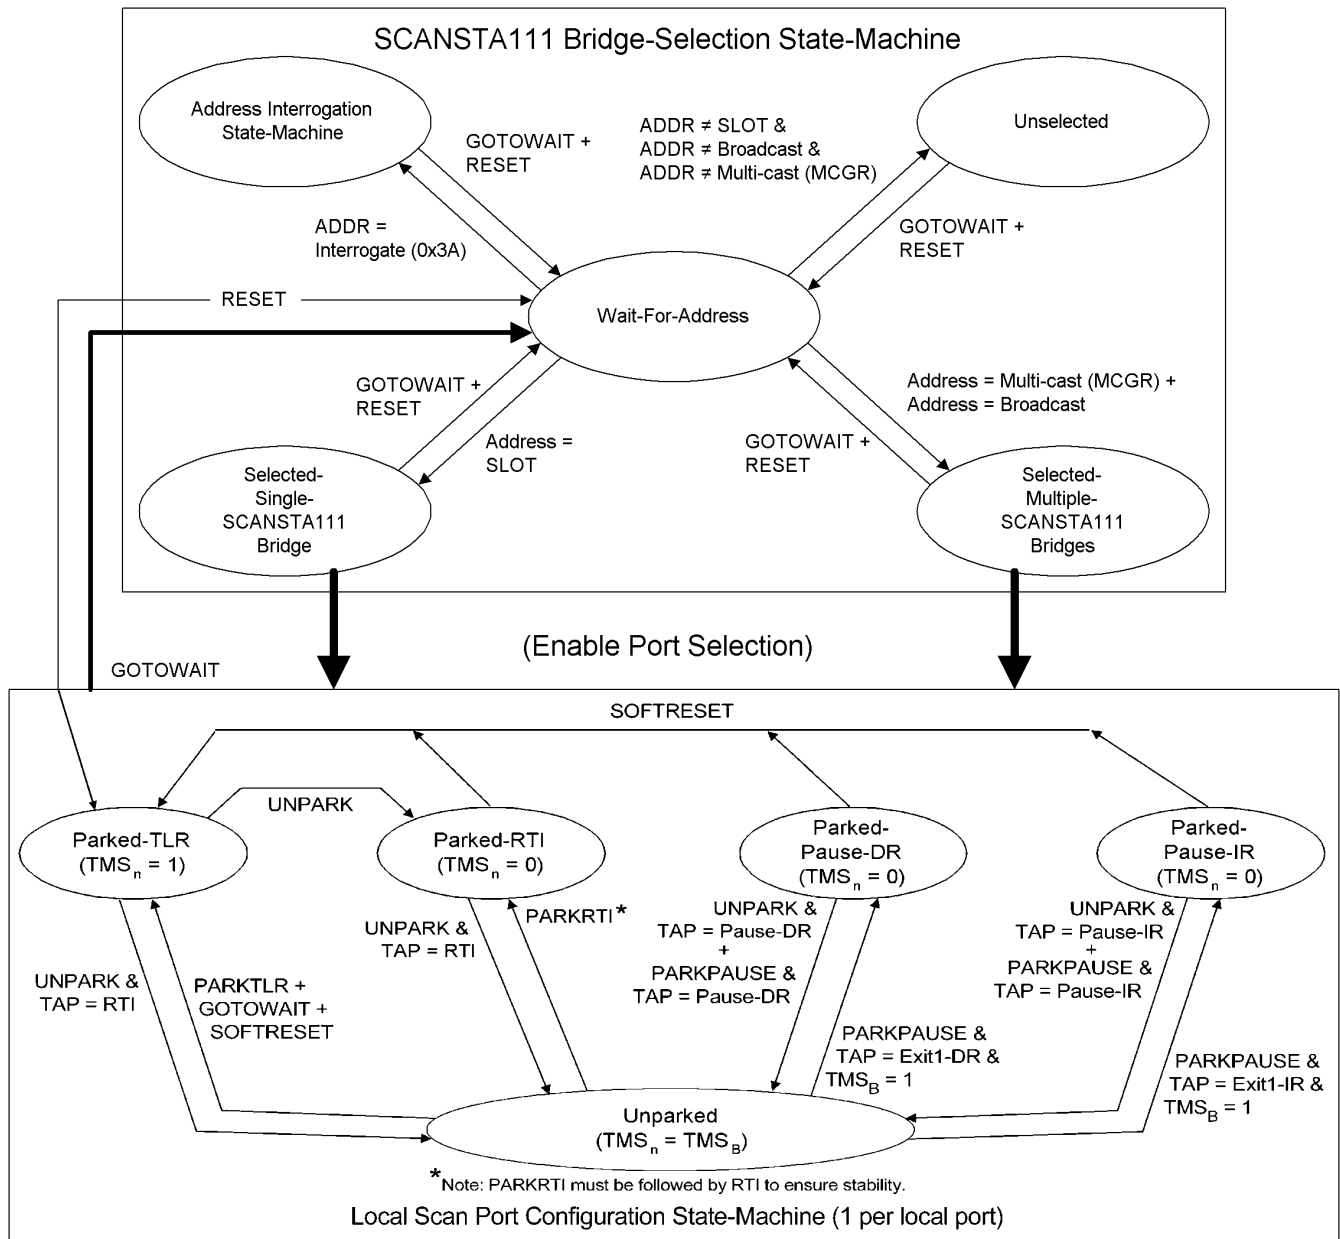 SCANSTA111 Bridge-Selection State-Machine
Address Interrogation
State-Machine
GOTOWAIT +
RESET
ADDR ≠ SLOT &
ADDR ≠ Broadcast &
ADDR ≠ Multi-cast (MCGR)
Unselected
ADDR =
Interrogate (0x3A)
GOTOWAIT +
RESET
RESET
Wait-For-Address
GOTOWAIT +
RESET
Address =
SLOT
Address = Multi-cast (MCGR) +
Address = Broadcast
GOTOWAIT +
RESET
Selected-
Single-
SCANSTA111
Bridge
Selected-
Multiple-
SCANSTA111
Bridges
(Enable Port Selection)
GOTOWAIT
SOFTRESET
UNPARK
Parked-TLR
(TMSn = 1)
Parked-RTI
(TMSn = 0)
Parked-
Pause-DR
(TMSn = 0)
Parked-
Pause-IR
(TMSn = 0)
UNPARK &
TAP = RTI
PARKTLR +
GOTOWAIT +
SOFTRESET
UNPARK &
TAP = RTI
PARKRTI*
UNPARK &
TAP = Pause-DR
+
PARKPAUSE &
TAP = Pause-DR
PARKPAUSE &
TAP = Exit1-DR &
TMSB = 1
UNPARK &
TAP = Pause-IR
+
PARKPAUSE &
TAP = Pause-IR
PARKPAUSE &
TAP = Exit1-IR &
TMSB = 1
Unparked
(TMSn = TMSB)
*Note: PARKRTI must be followed by RTI to ensure stability.
Local Scan Port Configuration State-Machine (1 per local port)